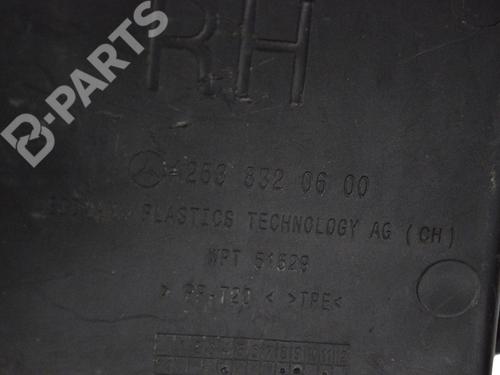 RH
B-PARTS
253 832 06 00
PLASTICS TECHNOLOGY AG (CH)
WPT 51529
> PP-T20 < >TPE<